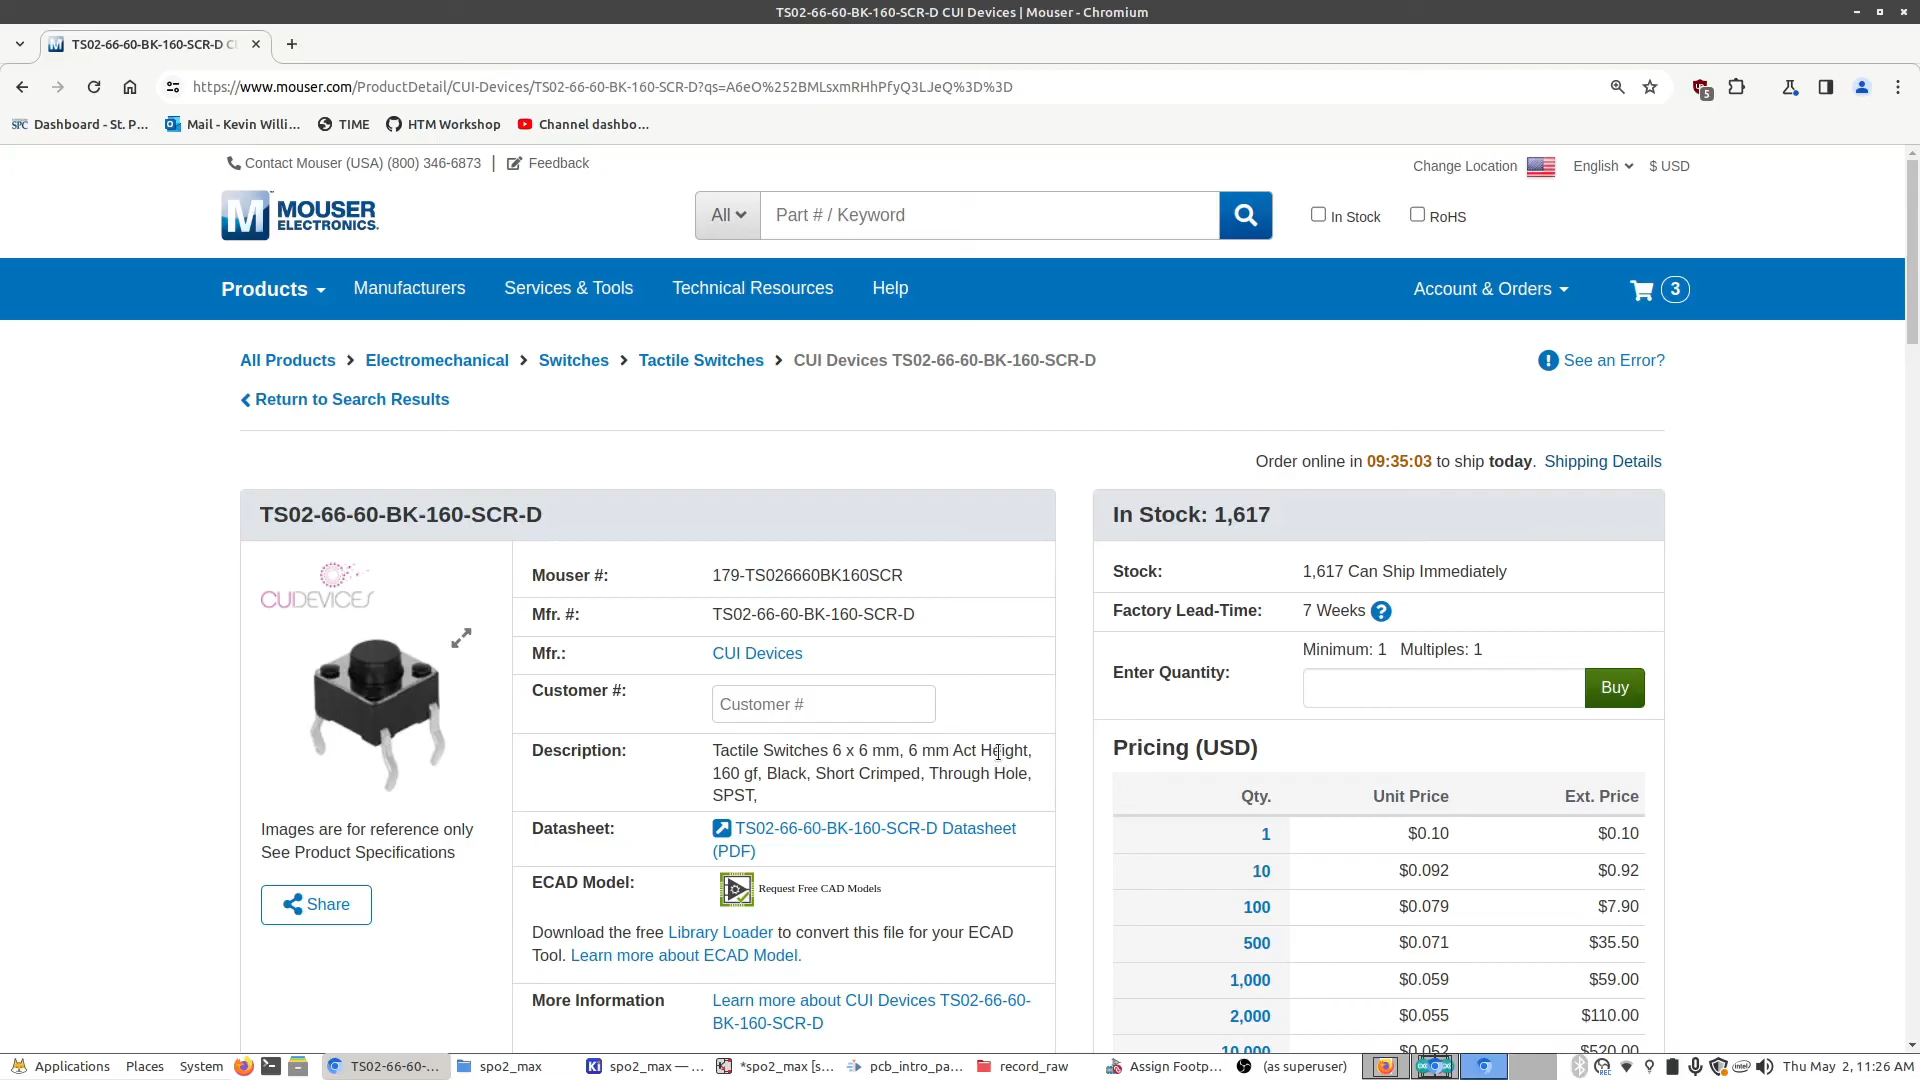 TS02-66-60-BK-160-SCR-D CUI Devices | Mouser - Chromium
TS02-66-60-BK-160-SCR-D C
https://www.mouser.com/ProductDetail/CUI-Devices/TS02-66-60-BK-160-SCR-D?qs=A6eO%252BMLsxmRHhPfyQ3LJeQ%3D%3D
5
SPC Dashboard - St. P... Mail - Kevin Willi... TIME HTM Workshop Channel dashbo...
Contact Mouser (USA) (800) 346-6873 | Feedback
Change Location English $ USD
M MOUSER ELECTRONICS.
All Part # / Keyword
In Stock RoHS
Products Manufacturers Services & Tools Technical Resources Help Account & Orders 3
All Products > Electromechanical > Switches > Tactile Switches > CUI Devices TS02-66-60-BK-160-SCR-D
See an Error?
Return to Search Results
Order online in 09:35:03 to ship today. Shipping Details
TS02-66-60-BK-160-SCR-D
CUIDEVICES
Images are for reference only
See Product Specifications
Share
Mouser #: 179-TS026660BK160SCR
Mfr. #: TS02-66-60-BK-160-SCR-D
Mfr.: CUI Devices
Customer #: Customer #
Description: Tactile Switches 6 x 6 mm, 6 mm Act Height,
160 gf, Black, Short Crimped, Through Hole,
SPST,
Datasheet: TS02-66-60-BK-160-SCR-D Datasheet
(PDF)
ECAD Model: Request Free CAD Models
Download the free Library Loader to convert this file for your ECAD
Tool. Learn more about ECAD Model.
More Information Learn more about CUI Devices TS02-66-60-
BK-160-SCR-D
In Stock: 1,617
Stock: 1,617 Can Ship Immediately
Factory Lead-Time: 7 Weeks ?
Minimum: 1 Multiples: 1
Enter Quantity: Buy
Pricing (USD)
Qty. Unit Price Ext. Price
1 $0.10 $0.10
10 $0.092 $0.92
100 $0.079 $7.90
500 $0.071 $35.50
1,000 $0.059 $59.00
2,000 $0.055 $110.00
10,000 $0.052 $520.00
Applications Places System TS02-66-60-... spo2_max spo2_max — ... *spo2_max [s... pcb_intro_pa... record_raw Assign Footp... (as superuser) Thu May 2, 11:26 AM